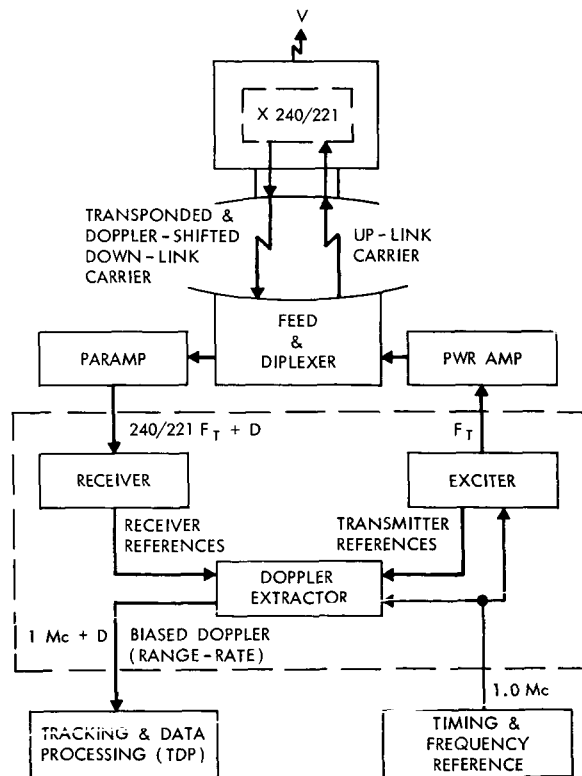 V
X 240/221
TRANSPONDED &
DOPPLER-SHIFTED
DOWN-LINK
CARRIER
UP-LINK
CARRIER
FEED
&
DIPLEXER
PARAMP
PWR AMP
240/221 F_T + D
F_T
RECEIVER
EXCITER
RECEIVER
REFERENCES
TRANSMITTER
REFERENCES
DOPPLER
EXTRACTOR
1 Mc + D
BIASED DOPPLER
(RANGE-RATE)
1.0 Mc
TRACKING & DATA
PROCESSING (TDP)
TIMING &
FREQUENCY
REFERENCE